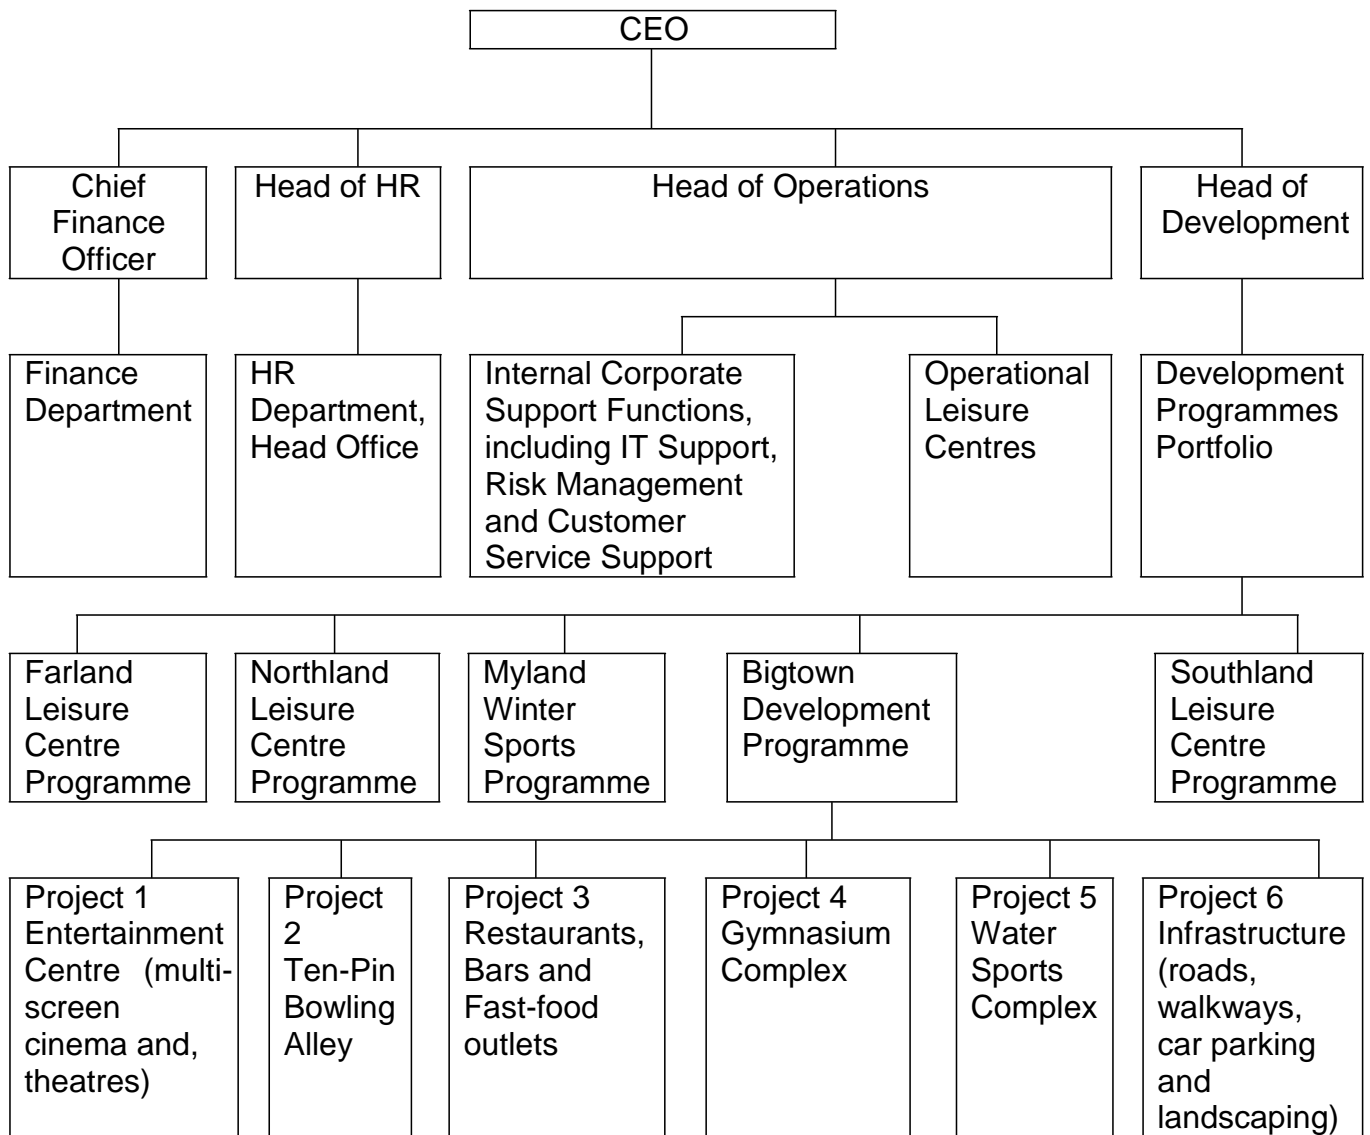 CEO
Chief
Finance
Officer
Head of HR
Head of Operations
Head of
Development
Finance
Department
HR
Department,
Head Office
Internal Corporate
Support Functions,
including IT Support,
Risk Management
and Customer
Service Support
Operational
Leisure
Centres
Development
Programmes
Portfolio
Farland
Leisure
Centre
Programme
Northland
Leisure
Centre
Programme
Myland
Winter
Sports
Programme
Bigtown
Development
Programme
Southland
Leisure
Centre
Programme
Project 1
Entertainment
Centre (multi-
screen
cinema and,
theatres)
Project
2
Ten-Pin
Bowling
Alley
Project 3
Restaurants,
Bars and
Fast-food
outlets
Project 4
Gymnasium
Complex
Project 5
Water
Sports
Complex
Project 6
Infrastructure
(roads,
walkways,
car parking
and
landscaping)